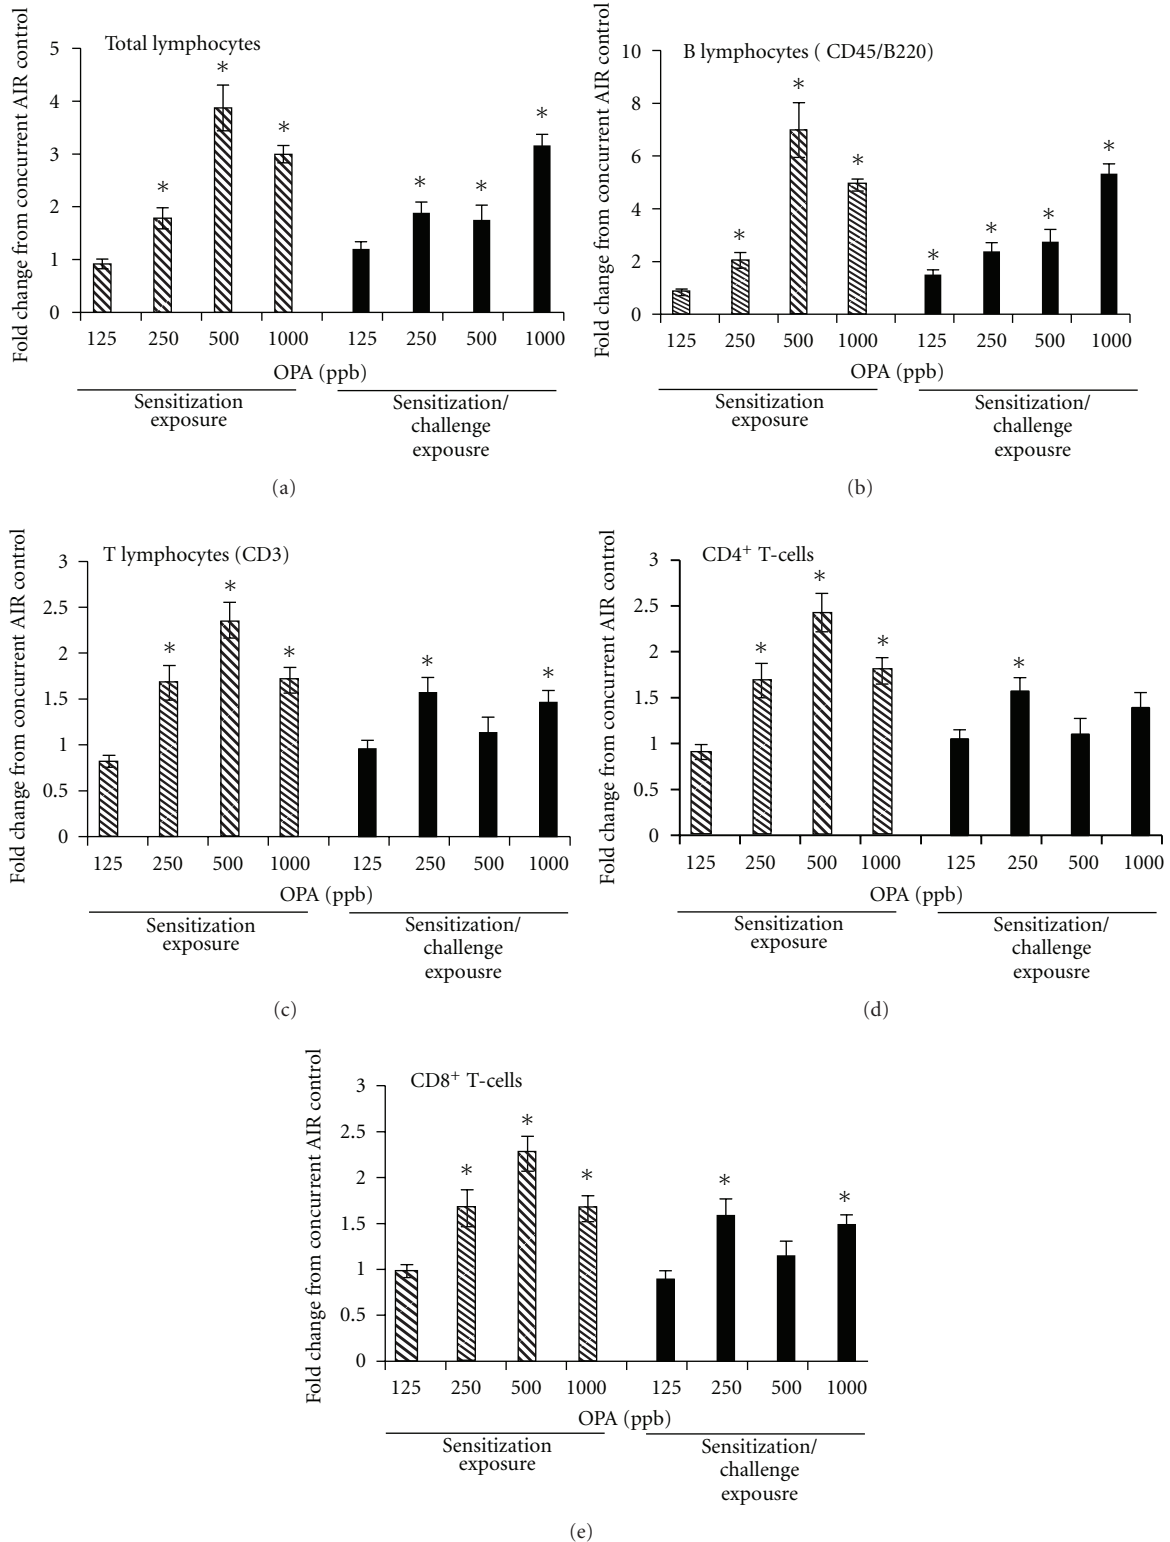 Total lymphocytes
Fold change from concurrent AIR control
5
4
3
2
1
0
* * * * * *
125 250 500 1000 125 250 500 1000
OPA (ppb)
Sensitization
exposure
Sensitization/
challenge
expousre
(a)
B lymphocytes ( CD45/B220)
Fold change from concurrent AIR control
10
8
6
4
2
0
* * * * * * *
125 250 500 1000 125 250 500 1000
OPA (ppb)
Sensitization
exposure
Sensitization/
challenge
expousre
(b)
T lymphocytes (CD3)
Fold change from concurrent AIR control
3
2.5
2
1.5
1
0.5
0
* * * * *
125 250 500 1000 125 250 500 1000
OPA (ppb)
Sensitization
exposure
Sensitization/
challenge
expousre
(c)
CD4⁺ T-cells
Fold change from concurrent AIR control
3
2.5
2
1.5
1
0.5
0
* * * *
125 250 500 1000 125 250 500 1000
OPA (ppb)
Sensitization
exposure
Sensitization/
challenge
expousre
(d)
CD8⁺ T-cells
Fold change from concurrent AIR control
3
2.5
2
1.5
1
0.5
0
* * * * *
125 250 500 1000 125 250 500 1000
OPA (ppb)
Sensitization
exposure
Sensitization/
challenge
expousre
(e)